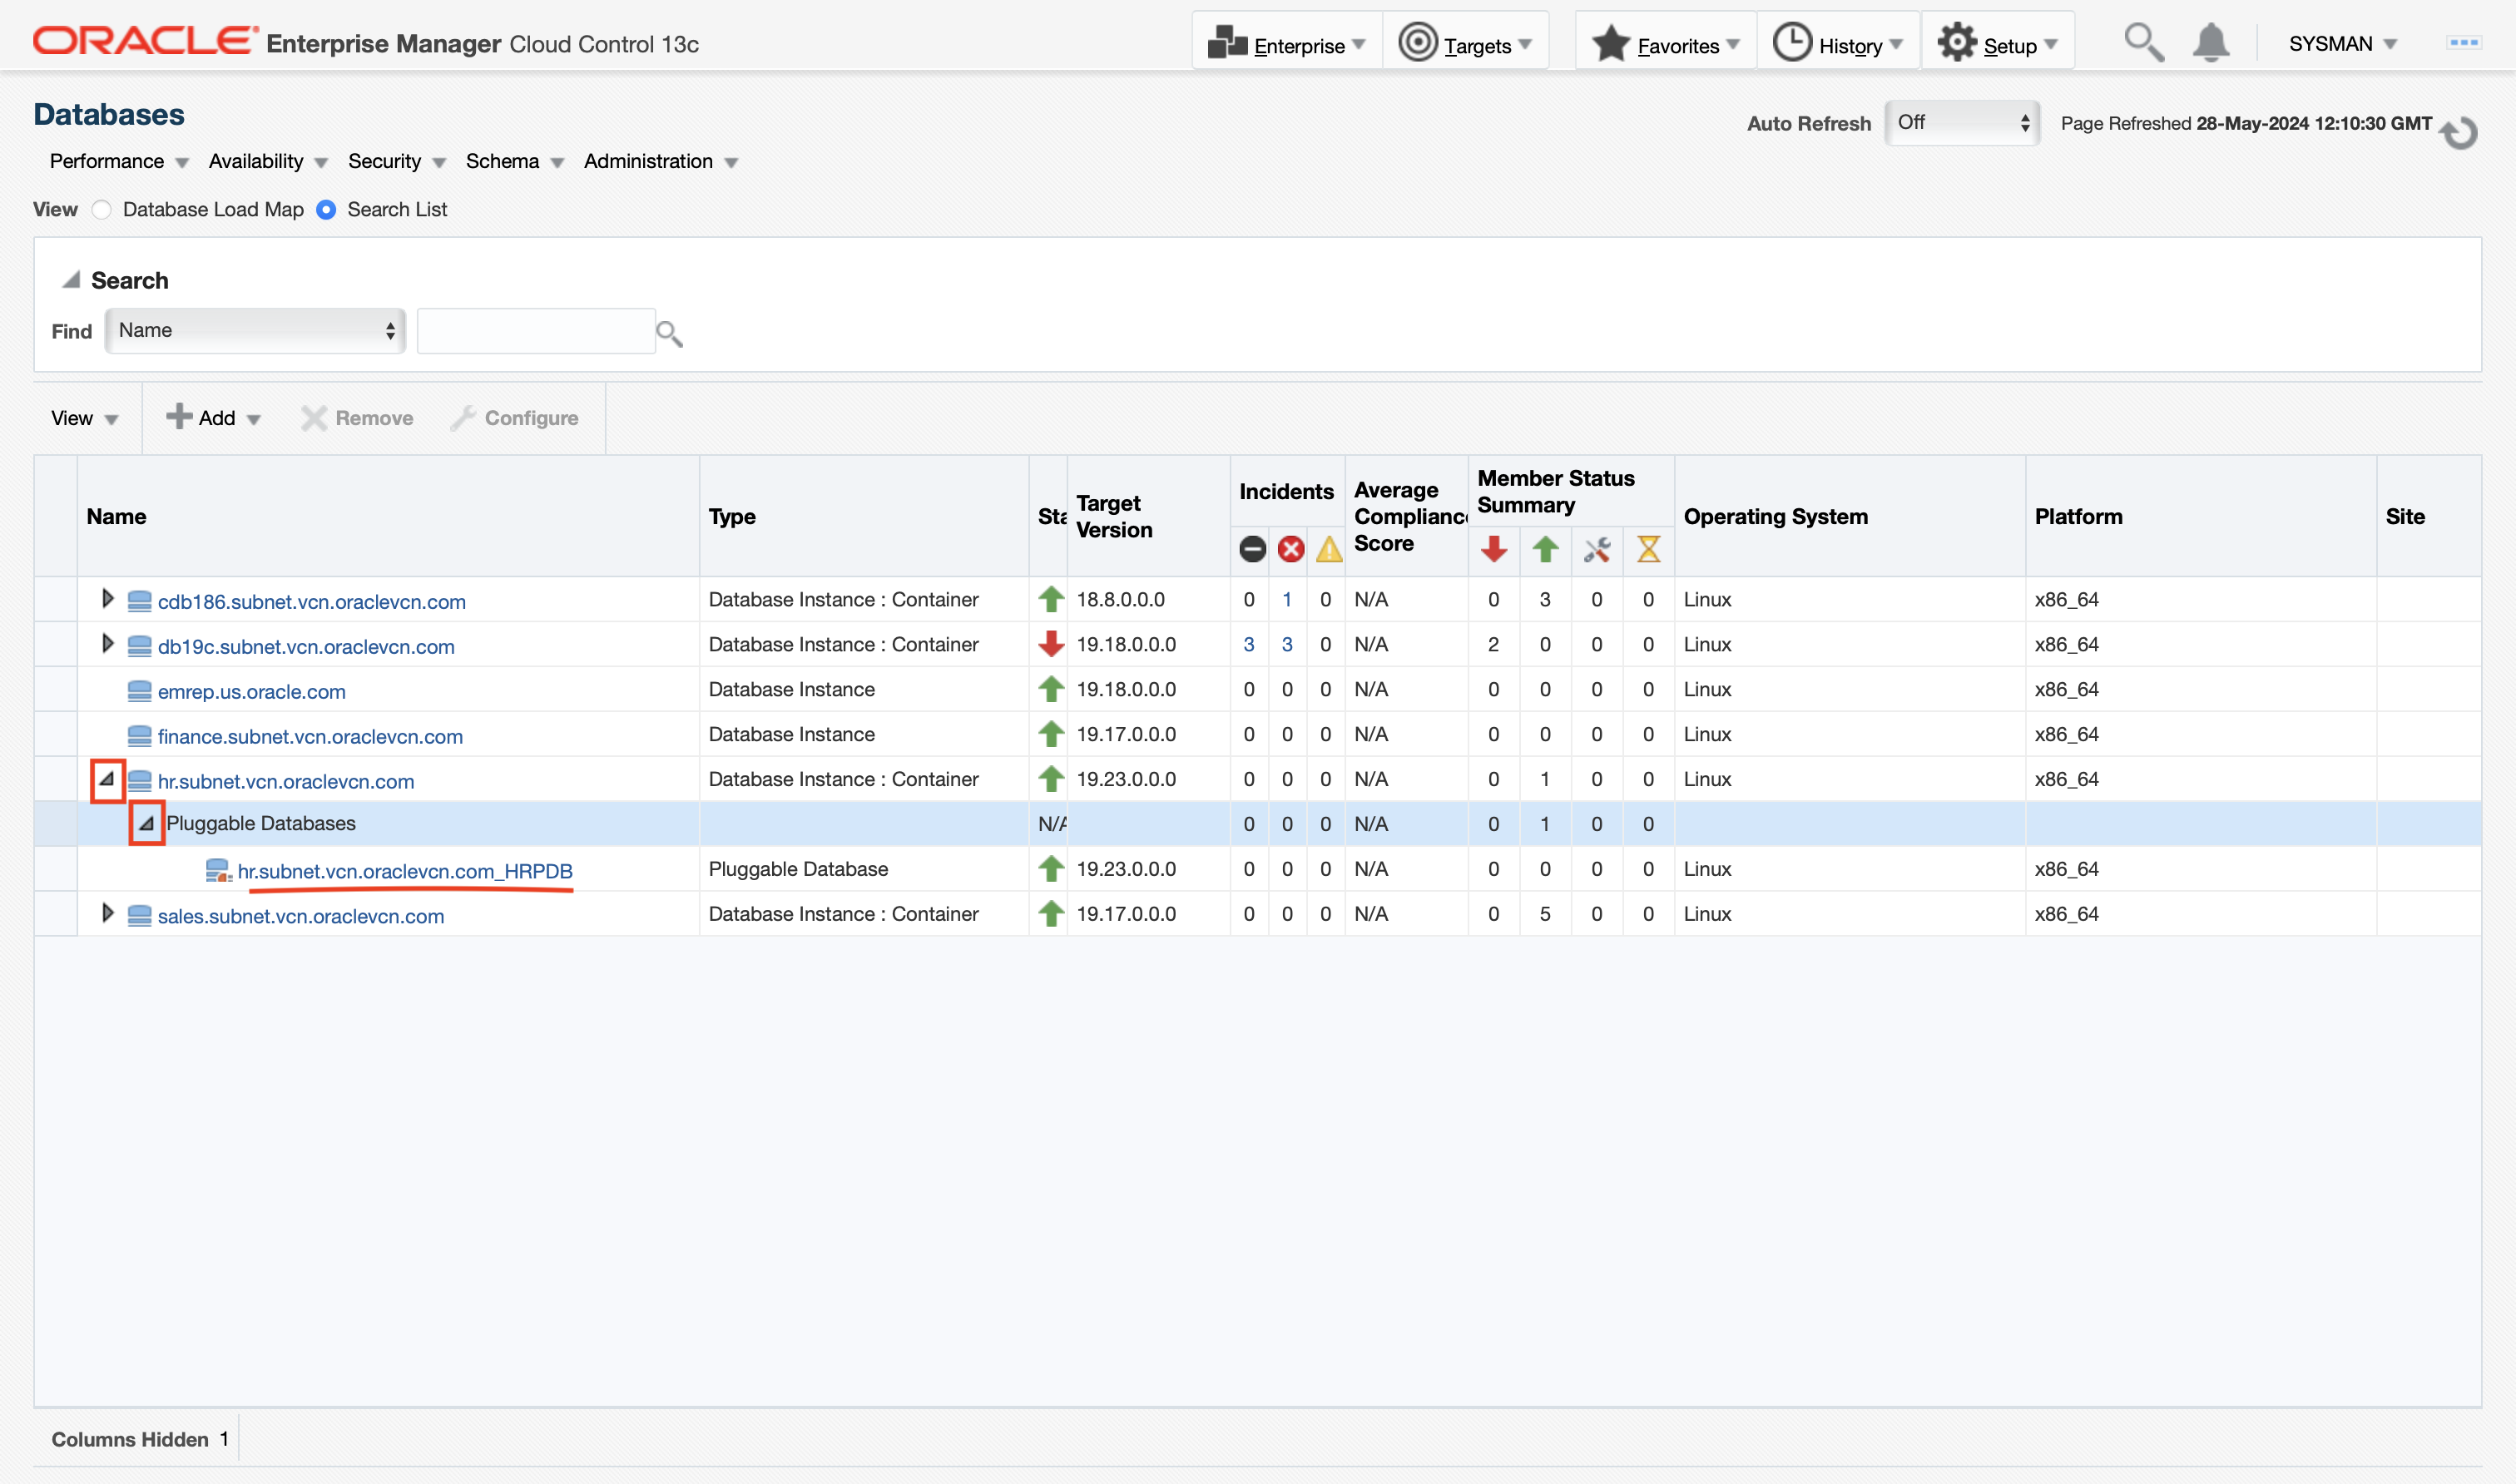 ORACLE Enterprise Manager Cloud Control 13c Enterprise Targets Favorites History Setup SYSMAN
Databases
Auto Refresh Off Page Refreshed 28-May-2024 12:10:30 GMT
Performance Availability Security Schema Administration
View Database Load Map Search List
Search
Find Name
View Add Remove Configure
Name Type Sta Target Version Incidents Average Compliance Score Member Status Summary Operating System Platform Site
cdb186.subnet.vcn.oraclevcn.com Database Instance : Container 18.8.0.0.0 0 1 0 N/A 0 3 0 0 Linux x86_64
db19c.subnet.vcn.oraclevcn.com Database Instance : Container 19.18.0.0.0 3 3 0 N/A 2 0 0 0 Linux x86_64
emrep.us.oracle.com Database Instance 19.18.0.0.0 0 0 0 N/A 0 0 0 0 Linux x86_64
finance.subnet.vcn.oraclevcn.com Database Instance 19.17.0.0.0 0 0 0 N/A 0 0 0 0 Linux x86_64
hr.subnet.vcn.oraclevcn.com Database Instance : Container 19.23.0.0.0 0 0 0 N/A 0 1 0 0 Linux x86_64
Pluggable Databases N/A 0 0 0 N/A 0 1 0 0
hr.subnet.vcn.oraclevcn.com_HRPDB Pluggable Database 19.23.0.0.0 0 0 0 N/A 0 0 0 0 Linux x86_64
sales.subnet.vcn.oraclevcn.com Database Instance : Container 19.17.0.0.0 0 0 0 N/A 0 5 0 0 Linux x86_64
Columns Hidden 1